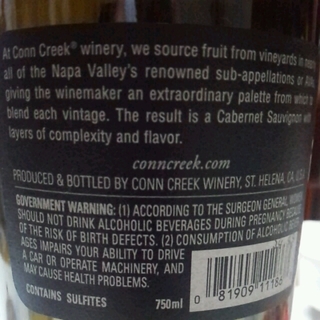 At Conn Creek® winery, we source fruit from vineyards in nearly
all of the Napa Valley's renowned sub-appellations or
giving the winemaker an extraordinary palette from which to
blend each vintage. The result is a Cabernet Sauvignon with
layers of complexity and flavor.
conncreek.com
PRODUCED & BOTTLED BY CONN CREEK WINERY, ST. HELENA, CA, USA
GOVERNMENT WARNING: (1) ACCORDING TO THE SURGEON GENERAL, WOMEN
SHOULD NOT DRINK ALCOHOLIC BEVERAGES DURING PREGNANCY BECAUSE
OF THE RISK OF BIRTH DEFECTS. (2) CONSUMPTION OF ALCOHOLIC
AGES IMPAIRS YOUR ABILITY TO DRIVE
A CAR OR OPERATE MACHINERY, AND
MAY CAUSE HEALTH PROBLEMS.
CONTAINS SULFITES 750ml
0 81909 1118